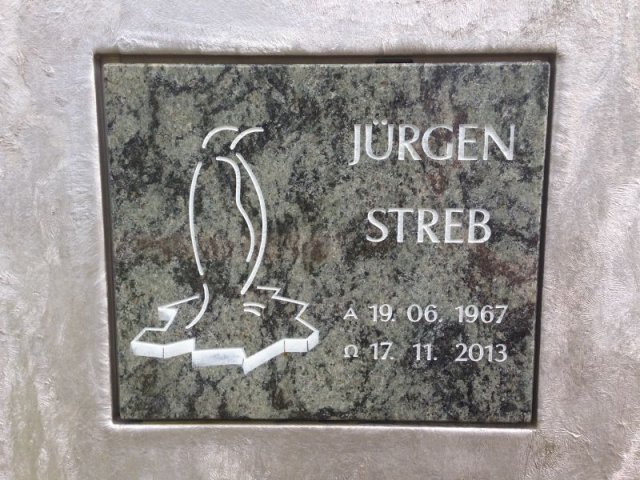 JÜRGEN
STREB
Α 19. 06. 1967
Ω 17. 11. 2013